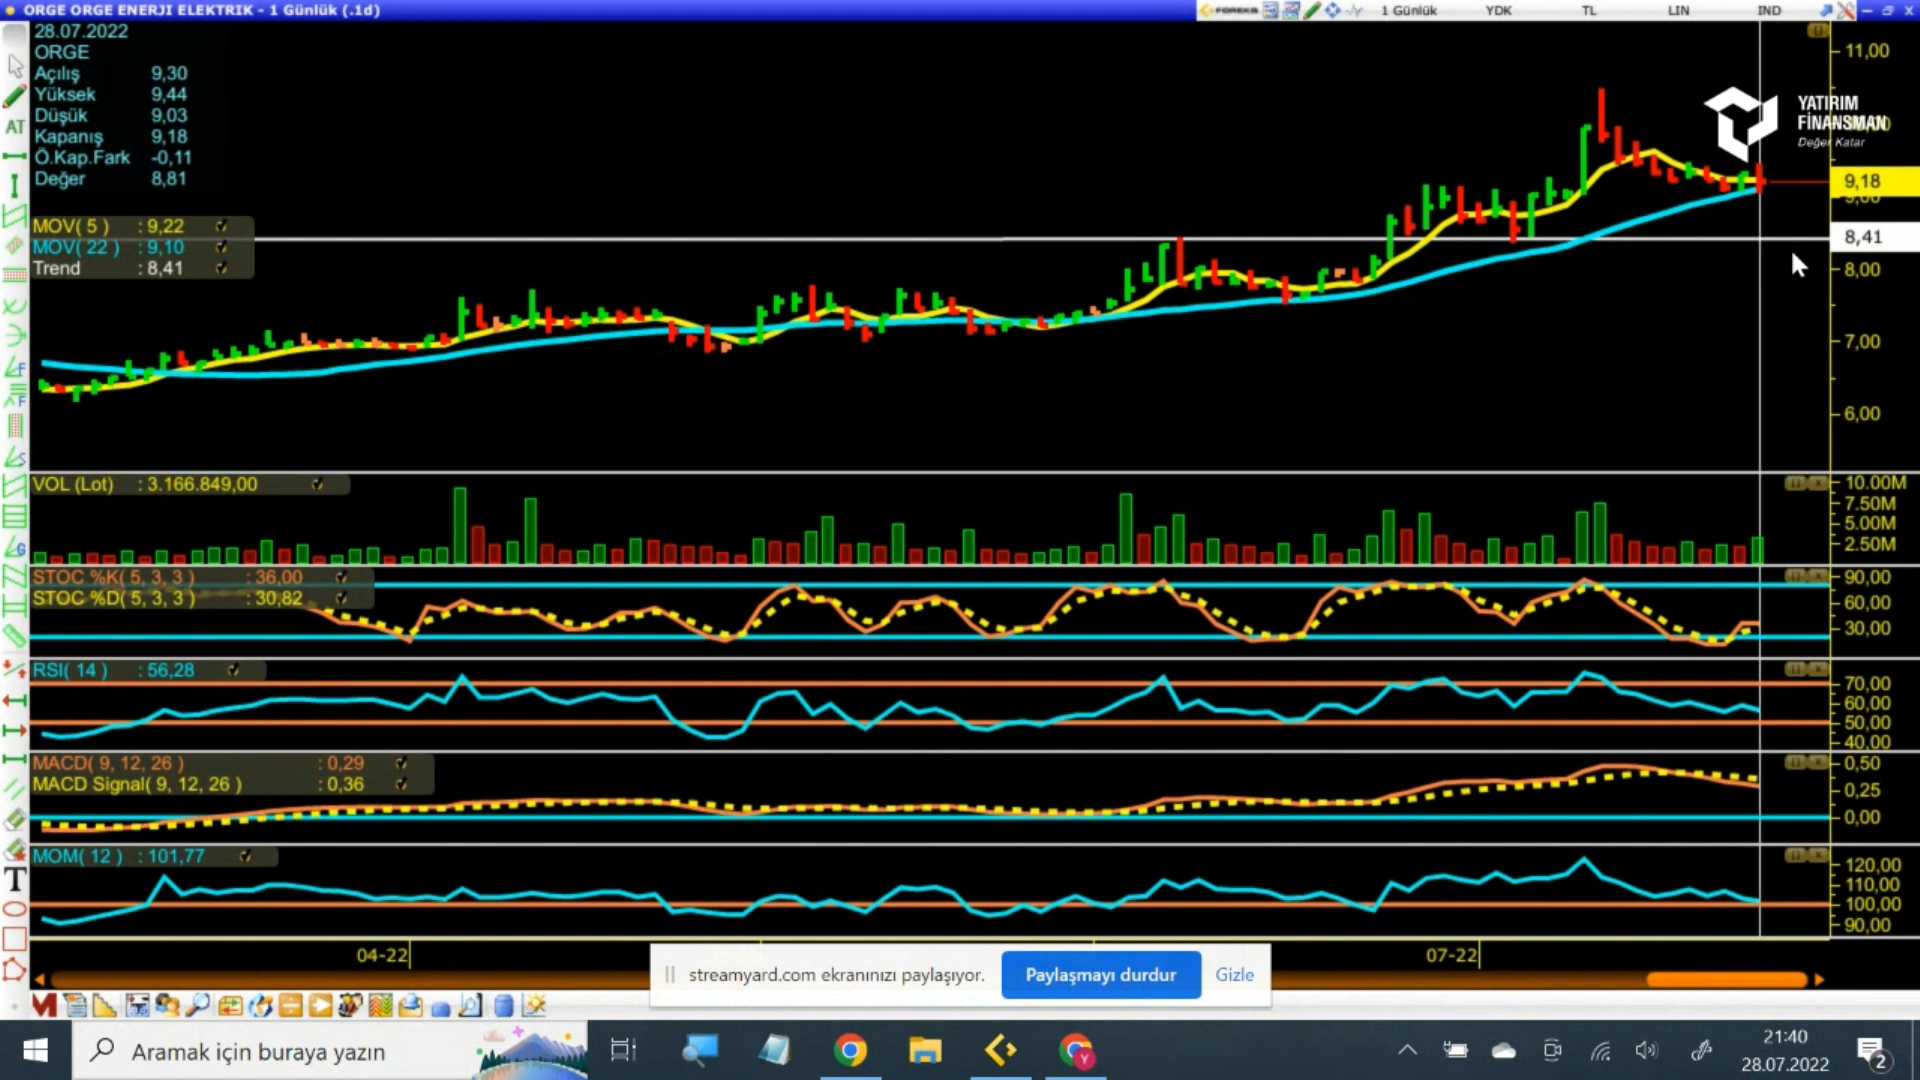 ORGE ORGE ENERJI ELEKTRIK - 1 Günlük (.1d)
FOREKS 1 Günlük YDK TL LIN IND
28.07.2022
ORGE
Açılış 9,30
Yüksek 9,44
Düşük 9,03
Kapanış 9,18
Ö.Kap.Fark -0,11
Değer 8,81
MOV( 5 ) : 9,22
MOV( 22 ) : 9,10
Trend : 8,41
YATIRIM
FİNANSMAN
Değer Katar
11,00
9,18
9,00
8,41
8,00
7,00
6,00
VOL (Lot) : 3.166.849,00
10.00M
7.50M
5.00M
2.50M
STOC %K( 5, 3, 3 ) : 36,00
STOC %D( 5, 3, 3 ) : 30,82
90,00
60,00
30,00
RSI( 14 ) : 56,28
70,00
60,00
50,00
40,00
MACD( 9, 12, 26 ) : 0,29
MACD Signal( 9, 12, 26 ) : 0,36
0,50
0,25
0,00
MOM( 12 ) : 101,77
120,00
110,00
100,00
90,00
04-22
07-22
streamyard.com ekranınızı paylaşıyor. Paylaşmayı durdur Gizle
AT
F
F
S
G
T
Aramak için buraya yazın
Y
21:40
28.07.2022
2